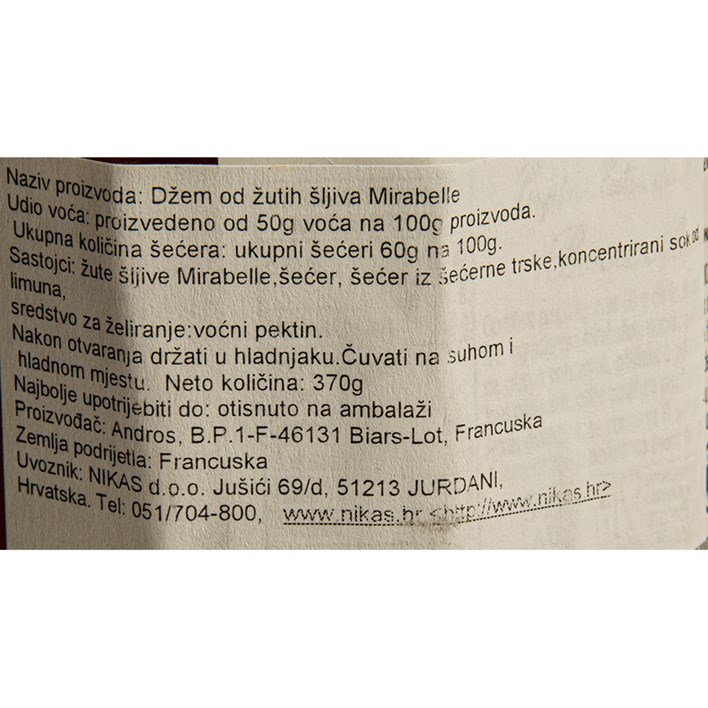 Naziv proizvoda: Džem od žutih šljiva Mirabelle
Udio voća: proizvedeno od 50g voća na 100g proizvoda.
Ukupna količina šećera: ukupni šećeri 60g na 100g.
Sastojci: žute šljive Mirabelle,šećer, šećer iz šećerne trske,koncentrirani sok od
limuna,
sredstvo za želiranje:voćni pektin.
Nakon otvaranja držati u hladnjaku.Čuvati na suhom i
hladnom mjestu. Neto količina: 370g
Najbolje upotrijebiti do: otisnuto na ambalaži
Proizvođač: Andros, B.P.1-F-46131 Biars-Lot, Francuska
Zemlja podrijetla: Francuska
Uvoznik: NIKAS d.o.o. Jušići 69/d, 51213 JURDANI,
Hrvatska. Tel: 051/704-800, www.nikas.hr <http://www.nikas.hr>